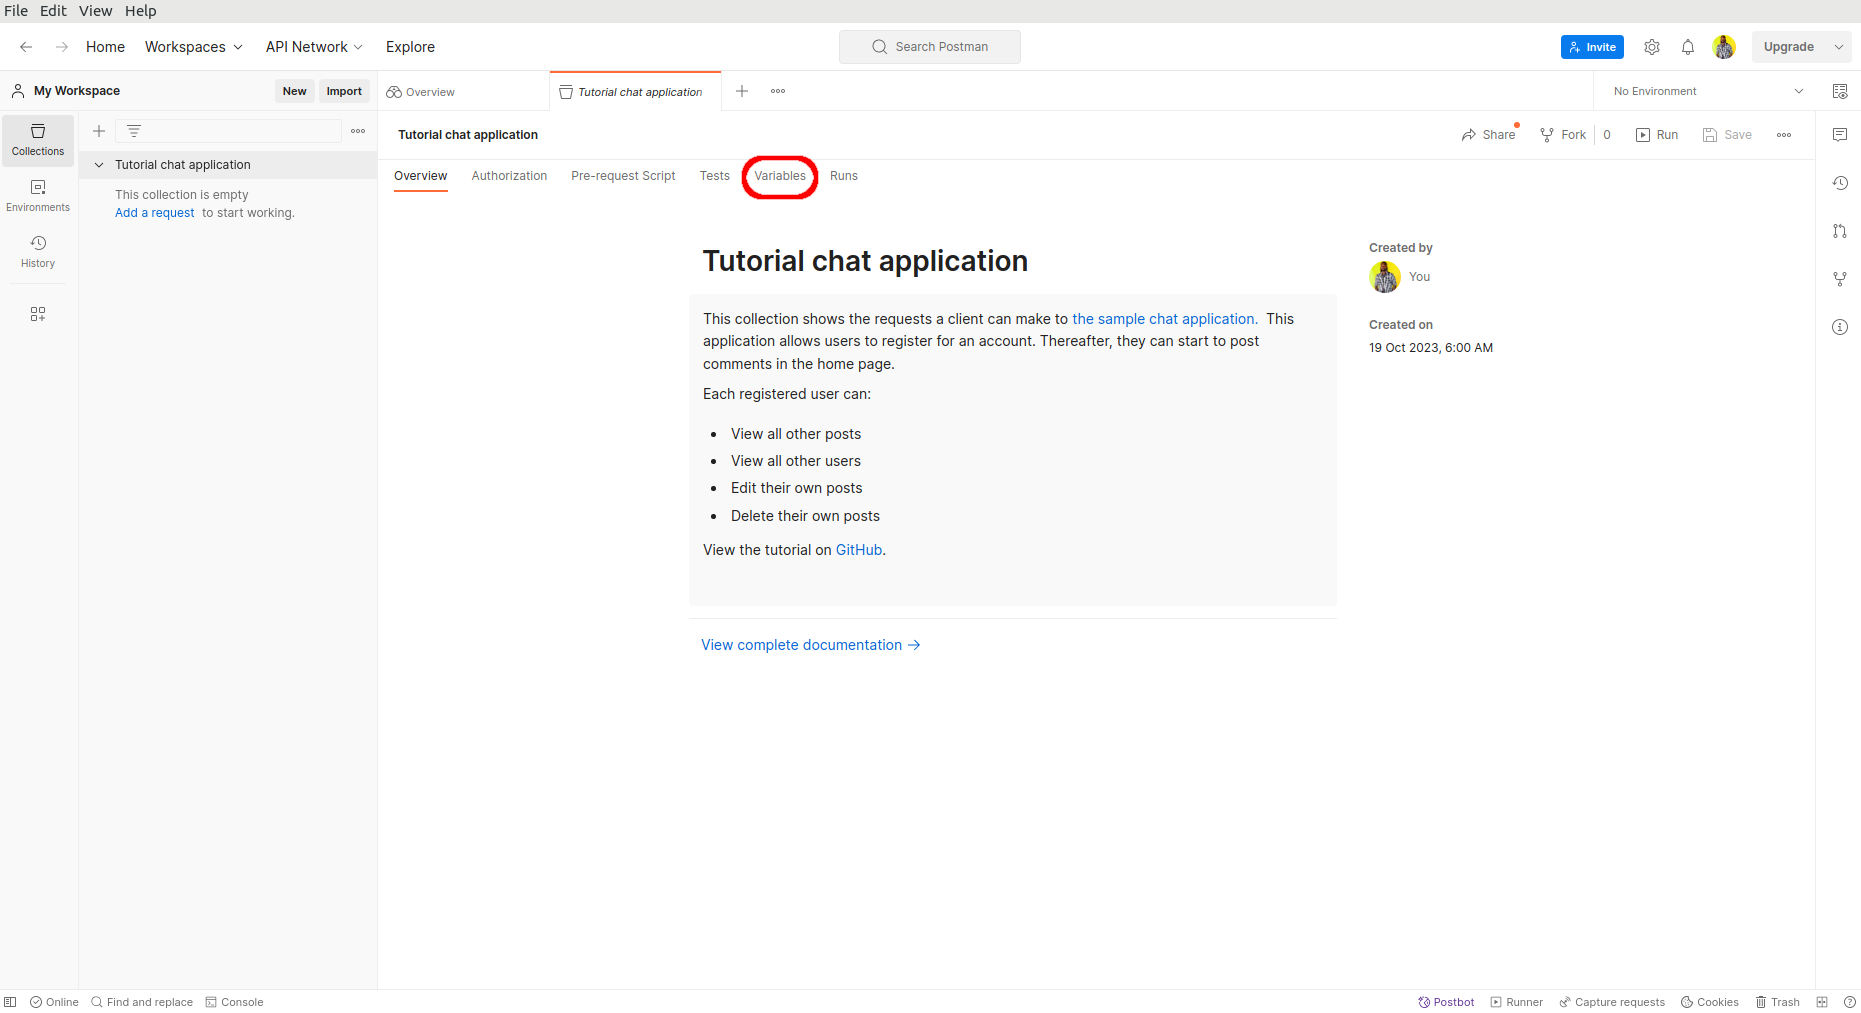 File Edit View Help
Home Workspaces API Network Explore Search Postman Invite Upgrade
My Workspace New Import Overview Tutorial chat application No Environment
Collections
Environments
History
Tutorial chat application
This collection is empty
Add a request to start working.
Tutorial chat application Share Fork 0 Run Save
Overview Authorization Pre-request Script Tests Variables Runs
Tutorial chat application
This collection shows the requests a client can make to the sample chat application. This
application allows users to register for an account. Thereafter, they can start to post
comments in the home page.
Each registered user can:
• View all other posts
• View all other users
• Edit their own posts
• Delete their own posts
View the tutorial on GitHub.
View complete documentation →
Created by
You
Created on
19 Oct 2023, 6:00 AM
Online Find and replace Console Postbot Runner Capture requests Cookies Trash